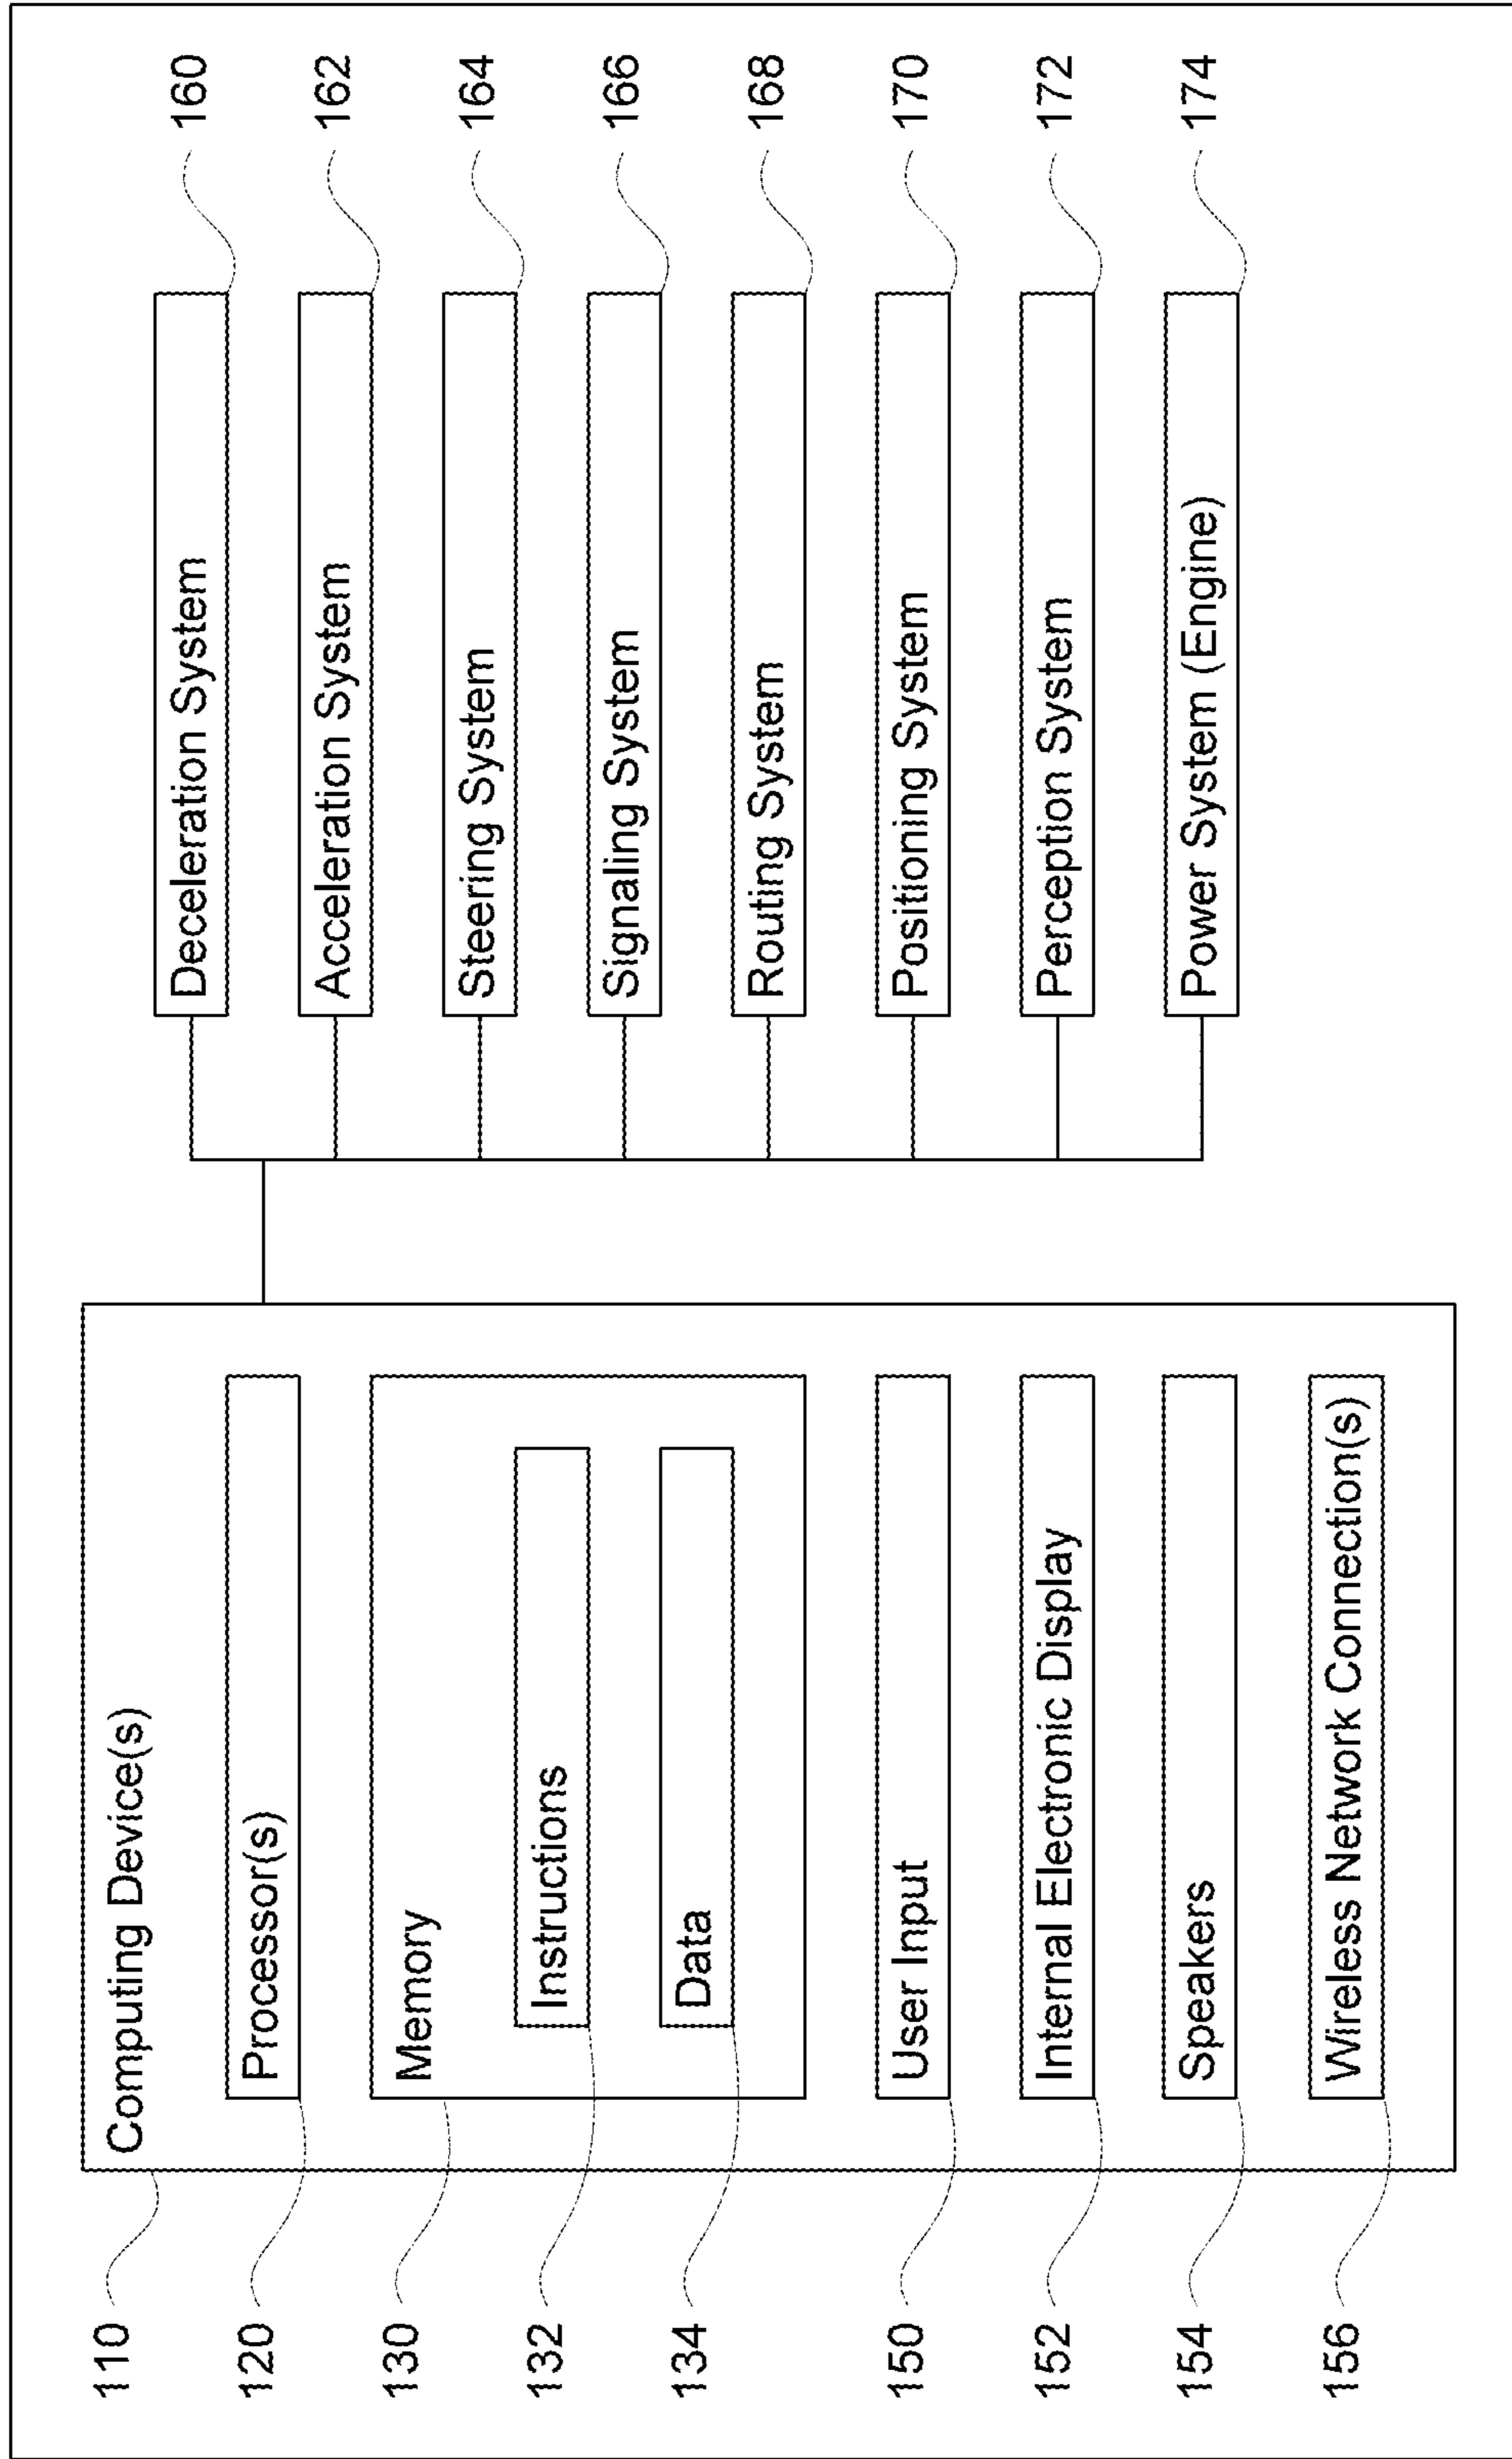 110
Computing Device(s)
120
Processor(s)
130
Memory
132
Instructions
134
Data
150
User Input
152
Internal Electronic Display
154
Speakers
156
Wireless Network Connection(s)
Deceleration System
160
Acceleration System
162
Steering System
164
Signaling System
166
Routing System
168
Positioning System
170
Perception System
172
Power System (Engine)
174